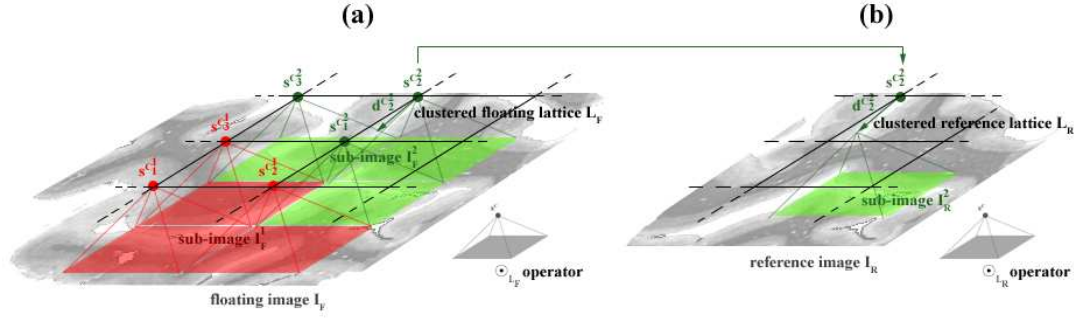 (a)
(b)
s^{C_3^2}
s^{C_2^2}
d^{C_2^2}
clustered floating lattice L_F
s^{C_3^1}
s^{C_1^2}
sub-image I_F^2
s^{C_1^1}
s^{C_2^1}
sub-image I_F^1
floating image I_F
s^c
⊙_{L_F} operator
s^{C_2^2}
d^{C_2^2}
clustered reference lattice L_R
sub-image I_R^2
reference image I_R
⊙_{L_R} operator